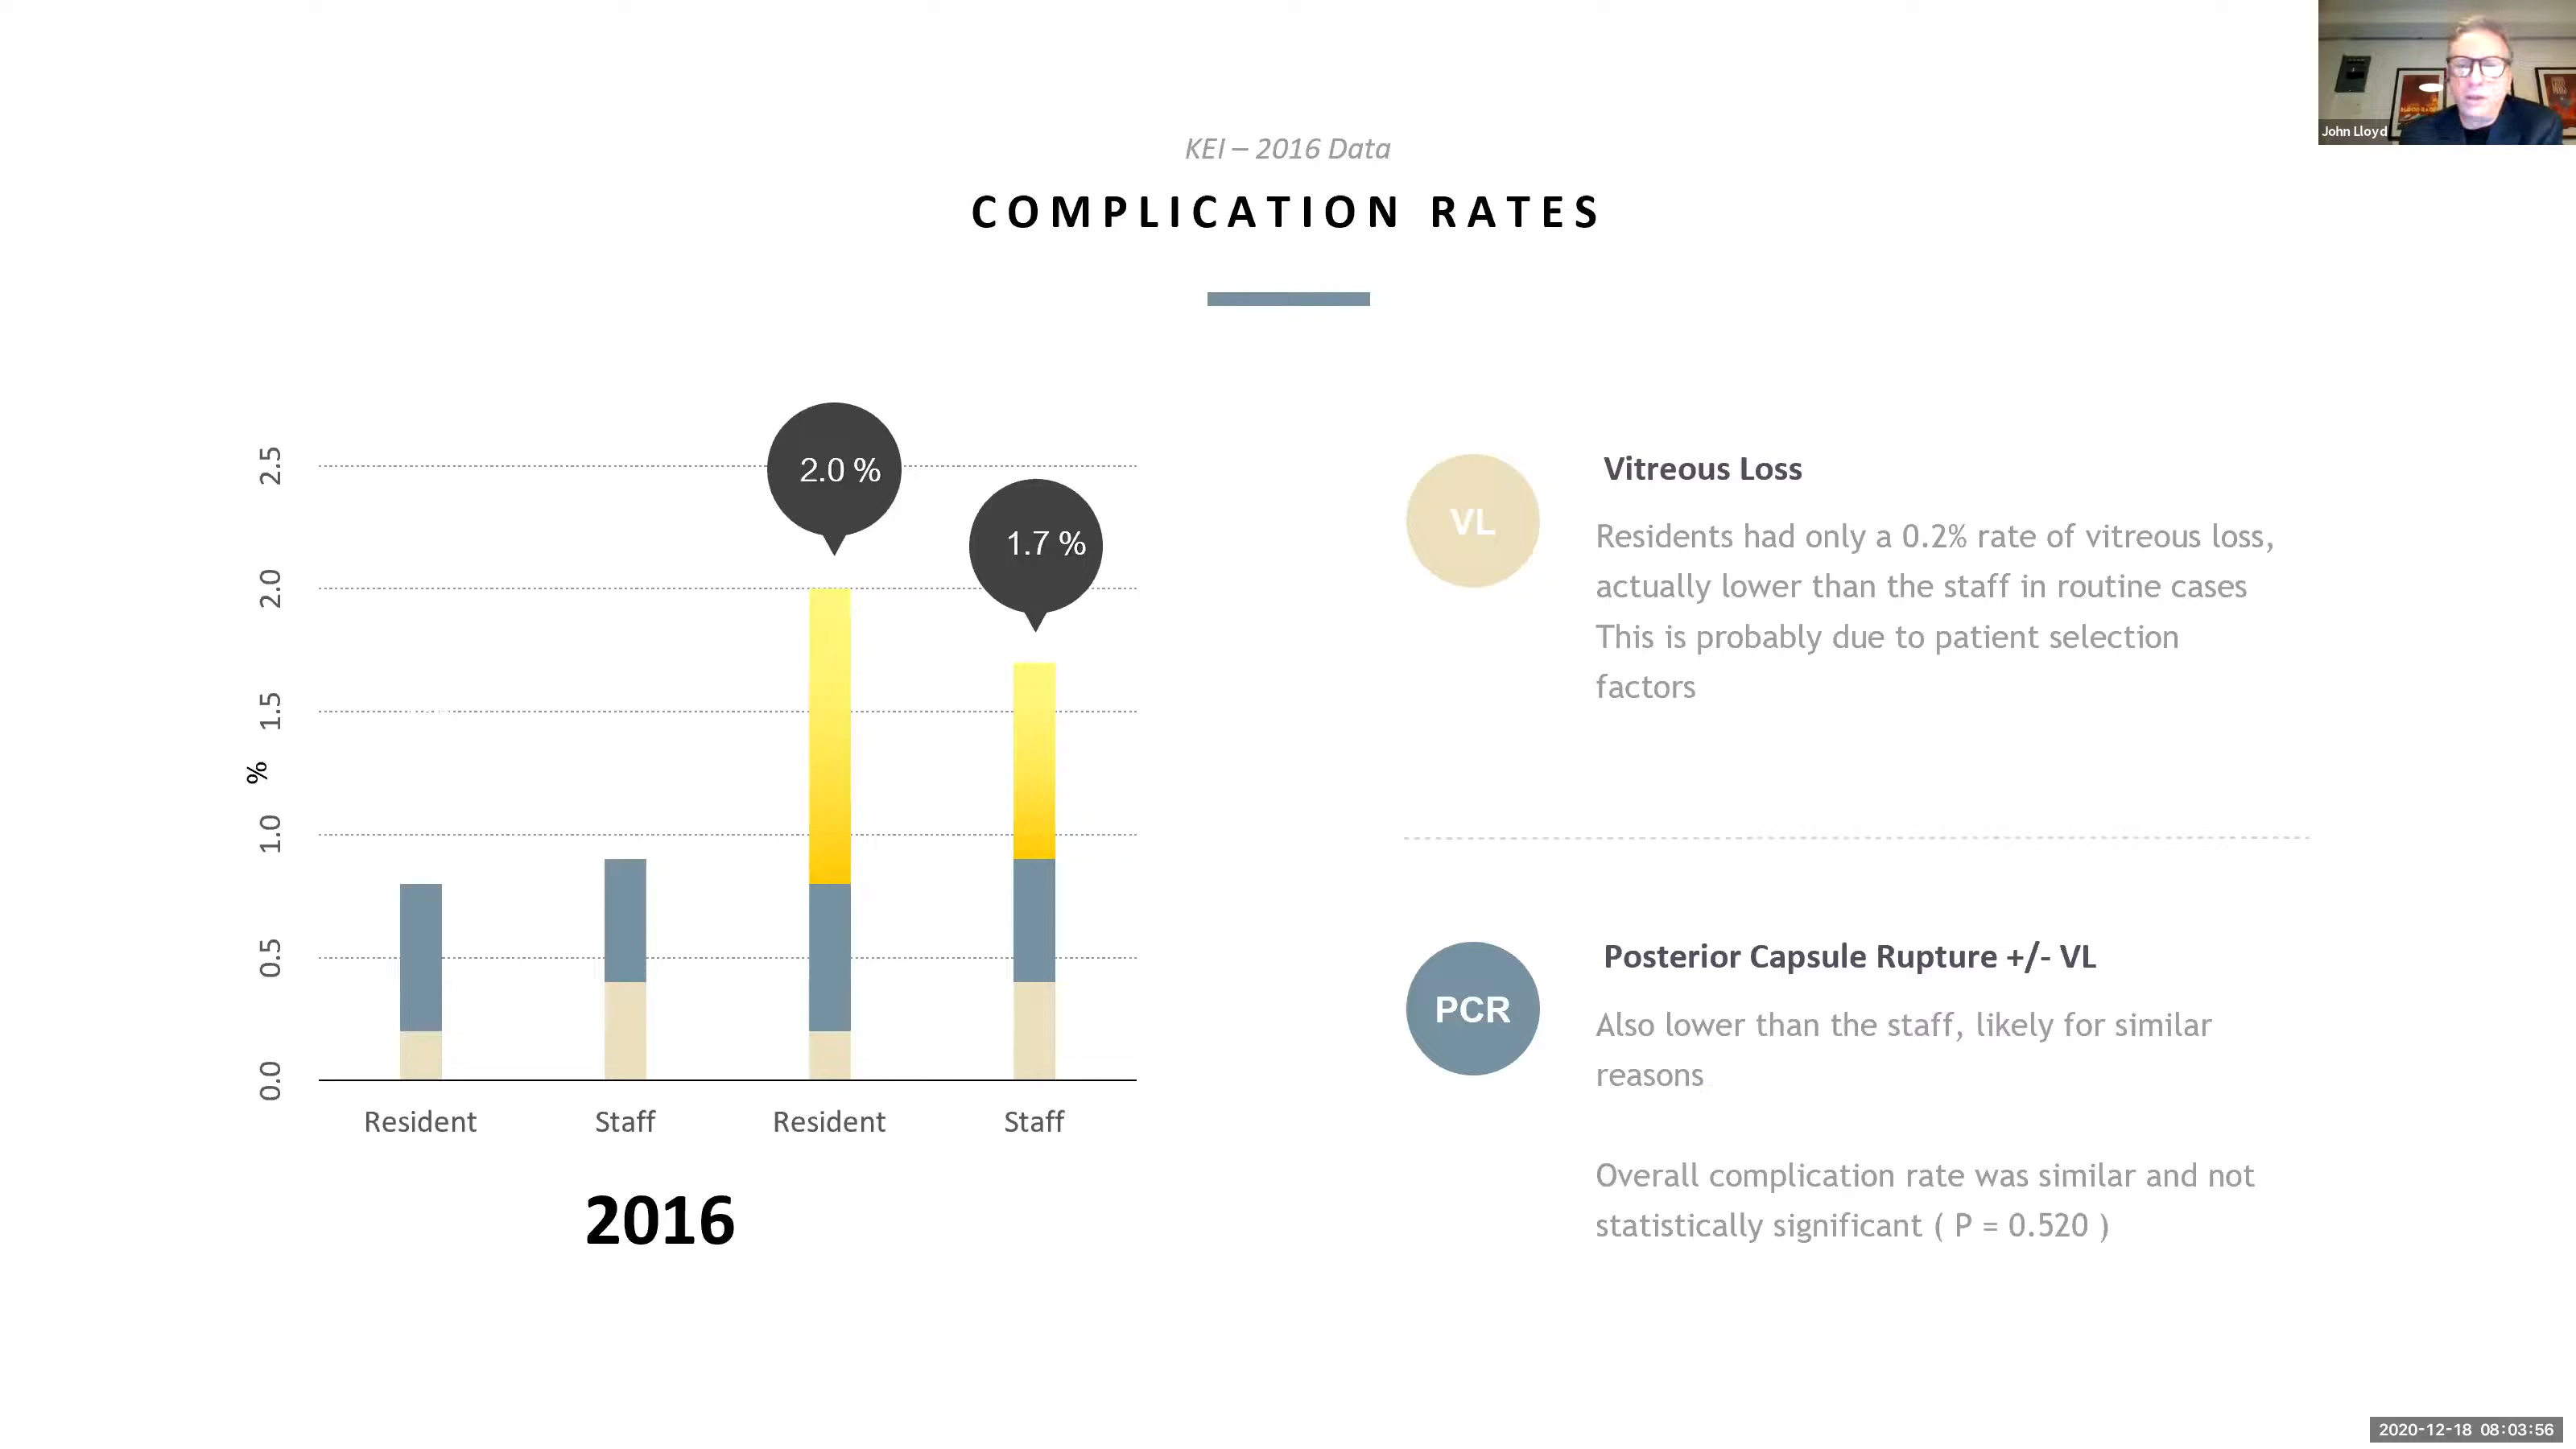 John Lloyd
KEI – 2016 Data
COMPLICATION RATES
2.5
2.0
1.5
1.0
0.5
0.0
%
2.0 %
1.7 %
Resident
Staff
Resident
Staff
2016
VL
Vitreous Loss
Residents had only a 0.2% rate of vitreous loss,
actually lower than the staff in routine cases
This is probably due to patient selection
factors
PCR
Posterior Capsule Rupture +/- VL
Also lower than the staff, likely for similar
reasons
Overall complication rate was similar and not
statistically significant ( P = 0.520 )
2020-12-18 08:03:56